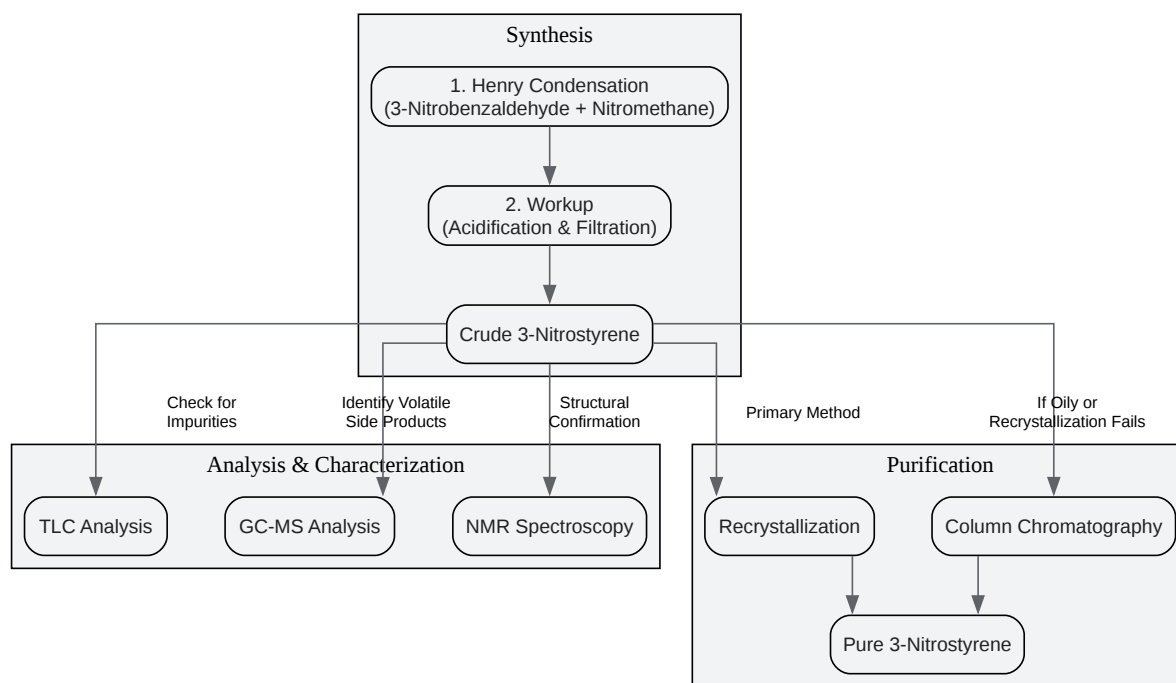 Synthesis
1. Henry Condensation
(3-Nitrobenzaldehyde + Nitromethane)
2. Workup
(Acidification & Filtration)
Crude 3-Nitrostyrene
Check for
Impurities
Identify Volatile
Side Products
Structural
Confirmation
Primary Method
If Oily or
Recrystallization Fails
Analysis & Characterization
TLC Analysis
GC-MS Analysis
NMR Spectroscopy
Purification
Recrystallization
Column Chromatography
Pure 3-Nitrostyrene